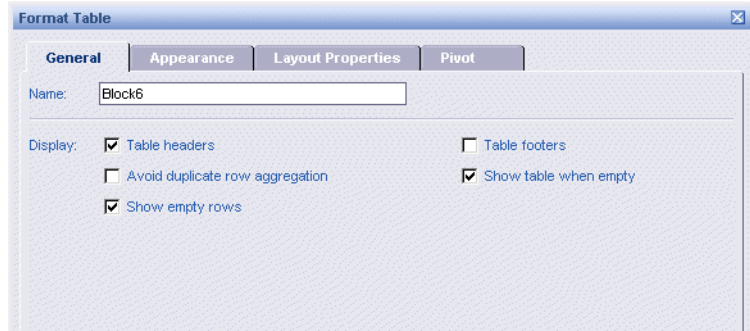 Format Table
General Appearance Layout Properties Pivot
Name: Block6
Display: Table headers Table footers
Avoid duplicate row aggregation Show table when empty
Show empty rows